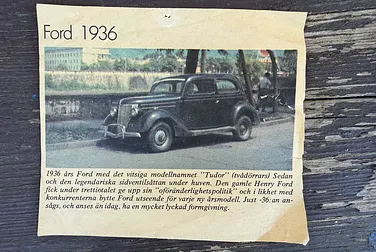 Ford 1936
1936 års Ford med det vitsiga modellnamnet "Tudor" (tvådörrars) Sedan
och den legendariska sidventilsåttan under huven. Den gamle Henry Ford
fick under trettiotalet ge upp sin "oföränderlighetspolitik" och i likhet med
konkurrenterna bytte Ford utseende för varje ny årsmodell. Just -36:an an-
sågs, och anses än idag, ha en mycket lyckad formgivning.